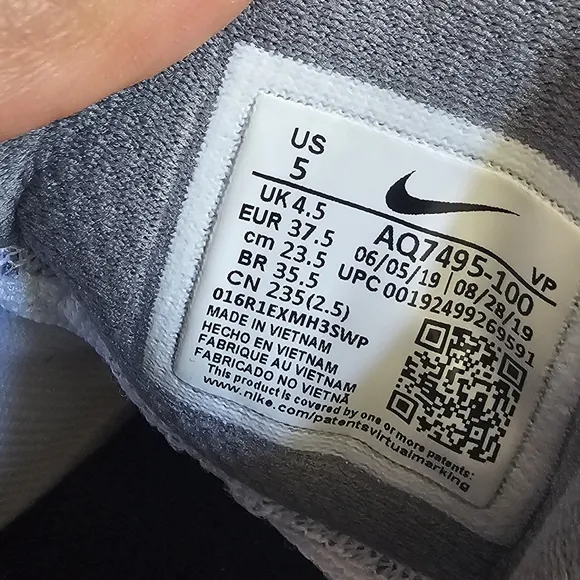 US
5
UK 4.5
EUR 37.5
cm 23.5
BR 35.5
CN 235(2.5)
AQ7495-100 VP
06/05/19 | 08/28/19
UPC 00192499269591
016R1EXMH3SWP
MADE IN VIETNAM
HECHO EN VIETNAM
FABRIQUE AU VIETNAM
FABRICADO NO VIETNÃ
This product is covered by one or more patents:
www.nike.com/patentsvirtualmarking